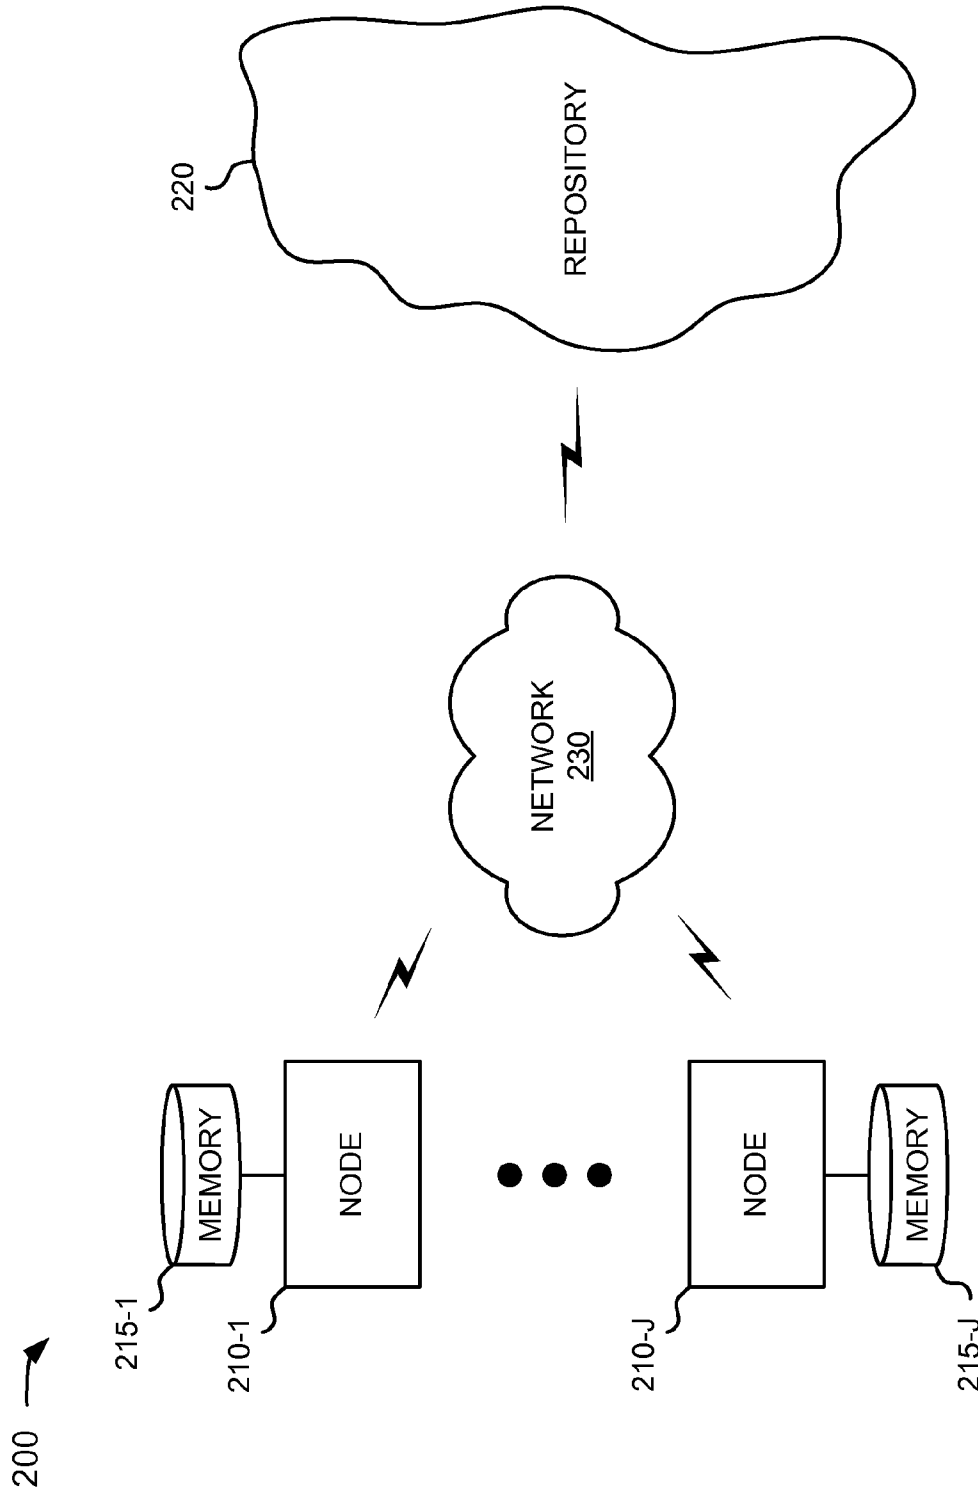 200
215-1
MEMORY
210-1
NODE
210-J
NODE
215-J
MEMORY
NETWORK
230
220
REPOSITORY